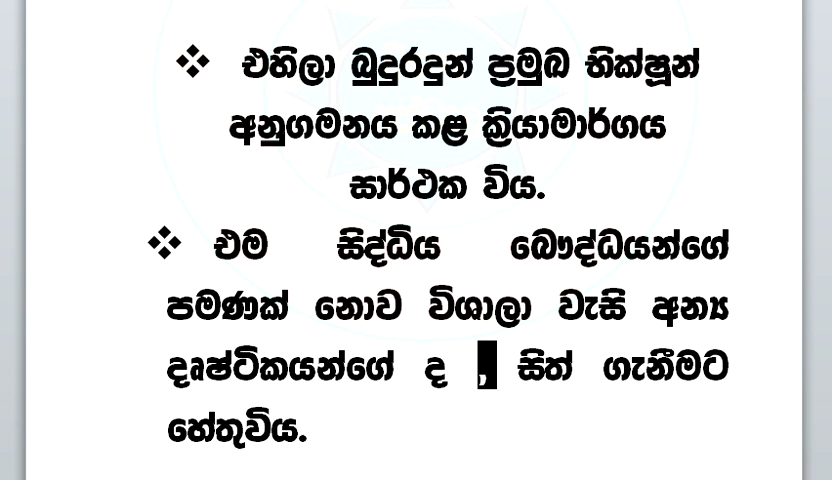 ❖ එහිලා බුදුරදුන් ප්‍රමුඛ භික්ෂූන්
අනුගමනය කළ ක්‍රියාමාර්ගය
සාර්ථක විය.
❖ එම සිද්ධිය බෞද්ධයන්ගේ
පමණක් නොව විශාලා වැසි අන්‍ය
දෘෂ්ටිකයන්ගේ ද , සිත් ගැනීමට
හේතුවිය.